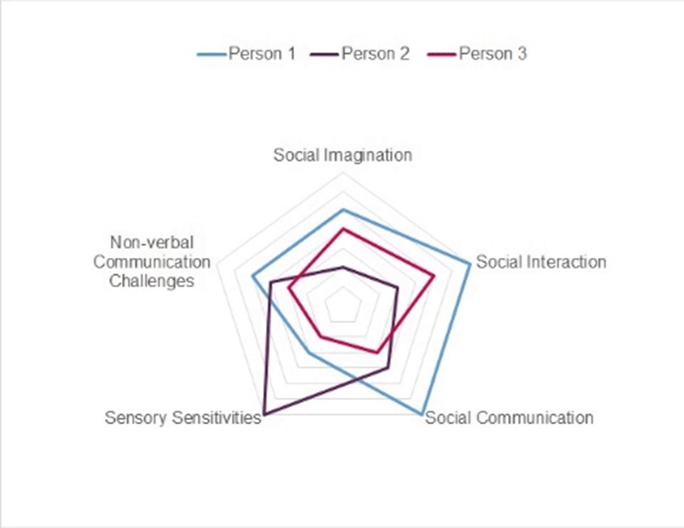 Person 1 Person 2 Person 3
Social Imagination
Non-verbal
Communication
Challenges
Social Interaction
Sensory Sensitivities
Social Communication